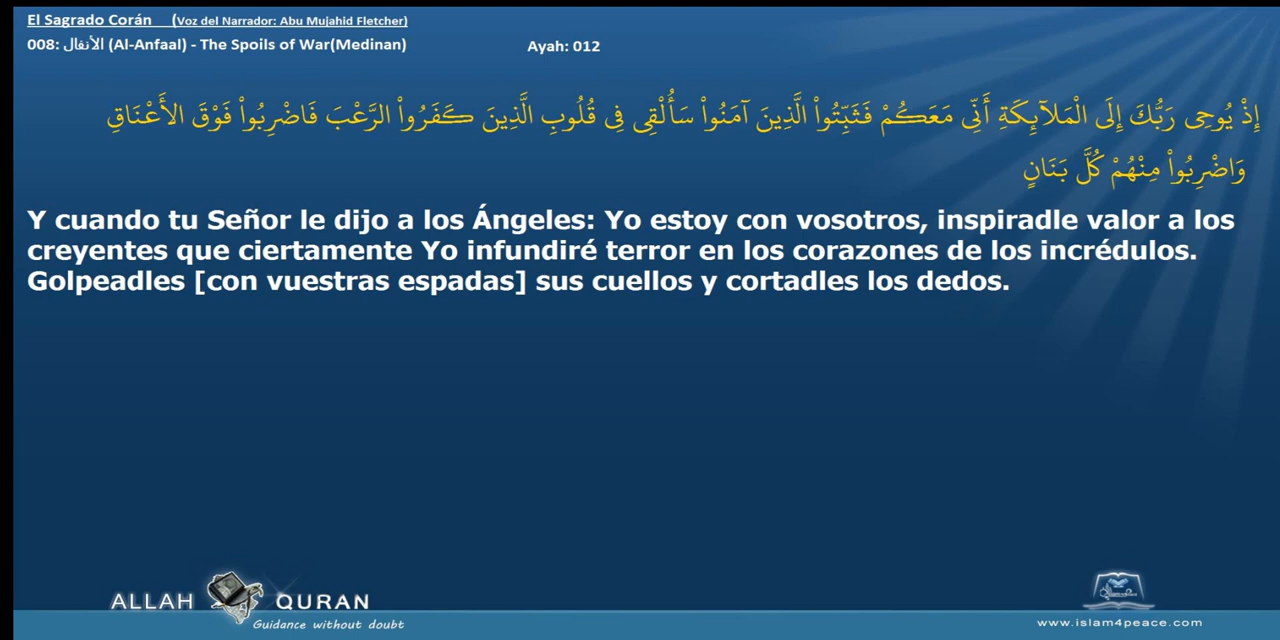 El Sagrado Corán (Voz del Narrador: Abu Mujahid Fletcher)
008: الأنفال (Al-Anfaal) - The Spoils of War(Medinan) Ayah: 012
إِذْ يُوحِى رَبُّكَ إِلَى الْمَلآئِكَةِ أَنِّى مَعَكُمْ فَثَبِّتُواْ الَّذِينَ آمَنُواْ سَأُلْقِى فِى قُلُوبِ الَّذِينَ كَفَرُواْ الرَّعْبَ فَاضْرِبُواْ فَوْقَ الأَعْنَاقِ
وَاضْرِبُواْ مِنْهُمْ كُلَّ بَنَانٍ
Y cuando tu Señor le dijo a los Ángeles: Yo estoy con vosotros, inspiradle valor a los
creyentes que ciertamente Yo infundiré terror en los corazones de los incrédulos.
Golpeadles [con vuestras espadas] sus cuellos y cortadles los dedos.
ALLAH QURAN
Guidance without doubt
www.islam4peace.com